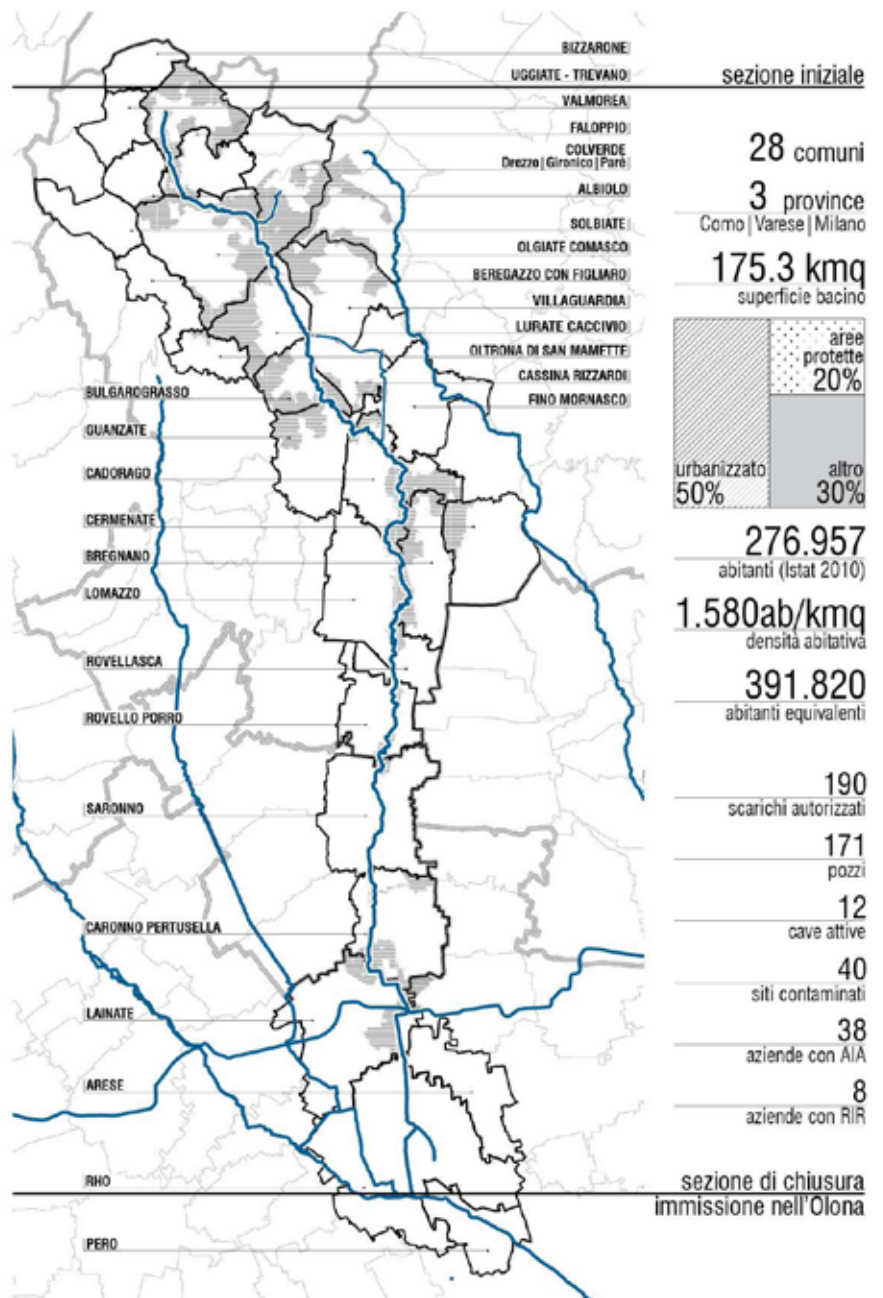 BIZZARONE
UGGIATE - TREVANO
VALMOREA
FALOPPIO
COLVERDE
Drezzo | Gironico | Parè
ALBIOLO
SOLBIATE
OLGIATE COMASCO
BEREGAZZO CON FIGLIARO
VILLAGUARDIA
LURATE CACCIVIO
OLTRONA DI SAN MAMETTE
CASSINA RIZZARDI
FINO MORNASCO
BULGAROGRASSO
GUANZATE
CADORAGO
CERMENATE
BREGNANO
LOMAZZO
ROVELLASCA
ROVELLO PORRO
SARONNO
CARONNO PERTUSELLA
LAINATE
ARESE
RHO
PERO
sezione iniziale
28 comuni
3 province
Como | Varese | Milano
175.3 kmq
superficie bacino
aree
protette
20%
urbanizzato
50%
altro
30%
276.957
abitanti (Istat 2010)
1.580ab/kmq
densità abitativa
391.820
abitanti equivalenti
190
scarichi autorizzati
171
pozzi
12
cave attive
40
siti contaminati
38
aziende con AIA
8
aziende con RIR
sezione di chiusura
immissione nell'Olona